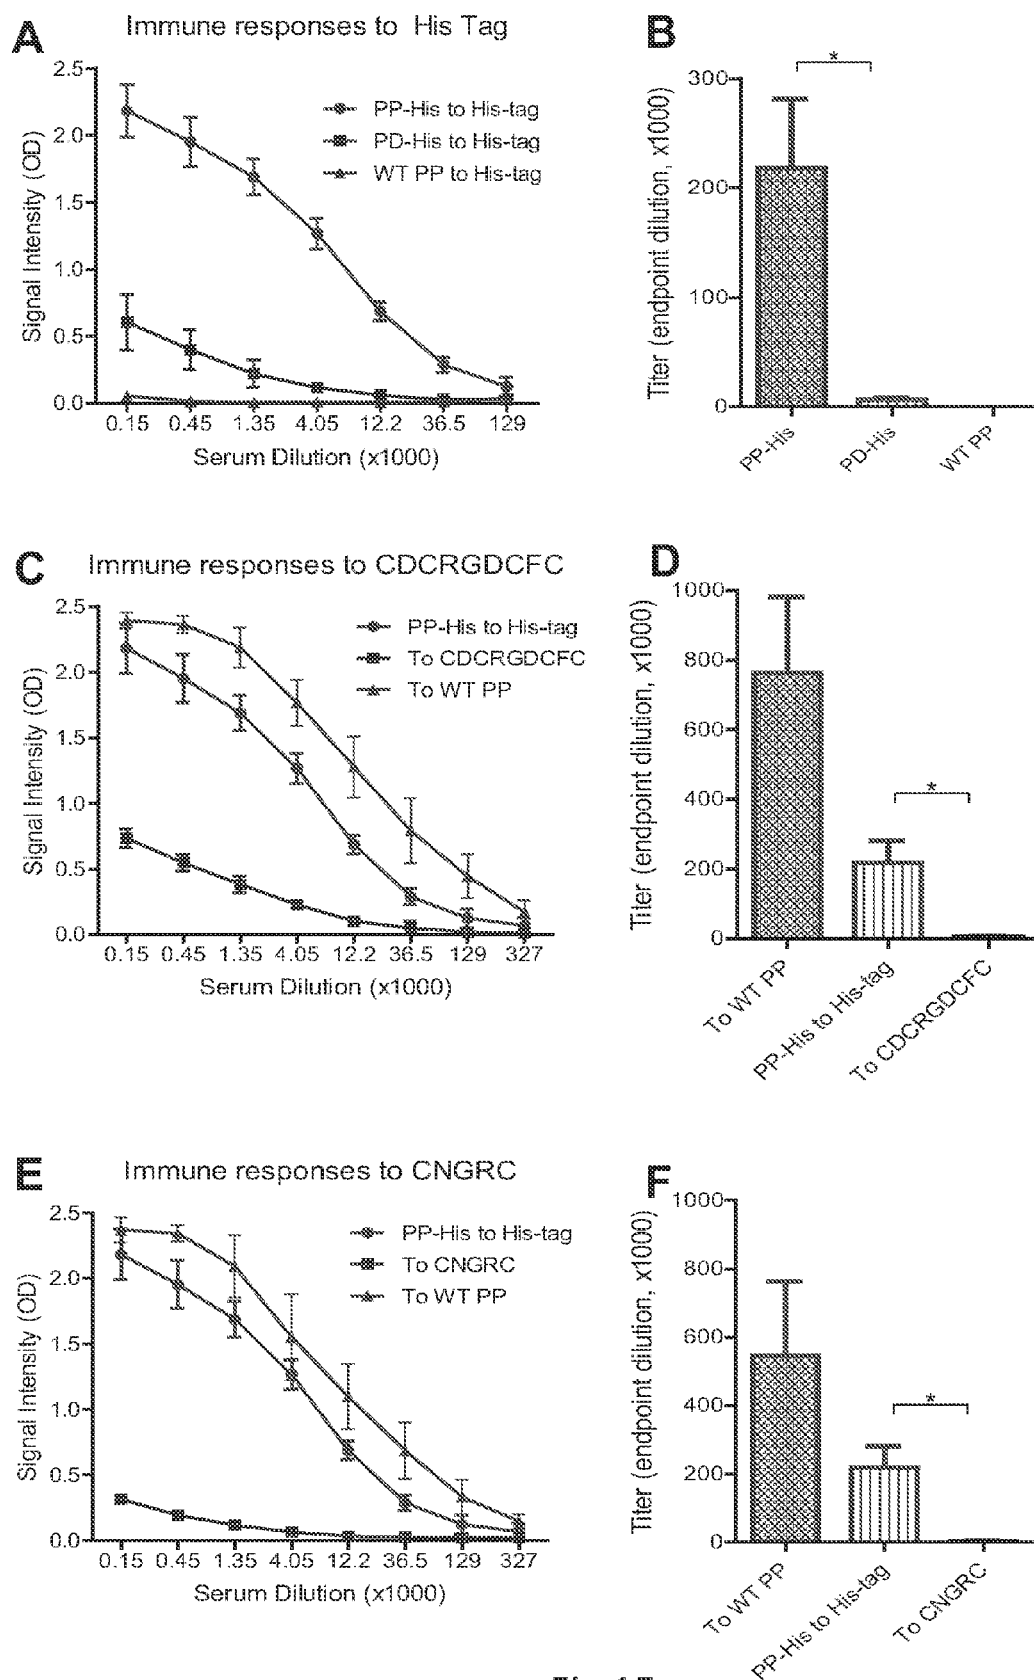 A
Immune responses to His Tag
2.5
2.0
1.5
1.0
0.5
0.0
Signal Intensity (OD)
PP-His to His-tag
PD-His to His-tag
WT PP to His-tag
0.15 0.45 1.35 4.05 12.2 36.5 129
Serum Dilution (x1000)
B
*
300
200
100
0
Titer (endpoint dilution, x1000)
PP-His
PD-His
WT PP
C
Immune responses to CDCRGDCFC
2.5
2.0
1.5
1.0
0.5
0.0
Signal Intensity (OD)
PP-His to His-tag
To CDCRGDCFC
To WT PP
0.15 0.45 1.35 4.05 12.2 36.5 129 327
Serum Dilution (x1000)
D
1000
800
600
400
200
0
Titer (endpoint dilution, x1000)
*
To WT PP
PP-His to His-tag
To CDCRGDCFC
E
Immune responses to CNGRC
2.5
2.0
1.5
1.0
0.5
0.0
Signal Intensity (OD)
PP-His to His-tag
To CNGRC
To WT PP
0.15 0.45 1.35 4.05 12.2 36.5 129 327
Serum Dilution (x1000)
F
1000
800
600
400
200
0
Titer (endpoint dilution, x1000)
*
To WT PP
PP-His to His-tag
To CNGRC